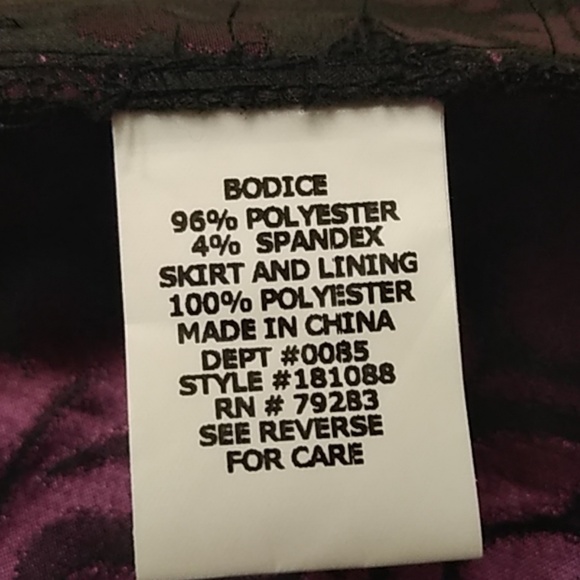 BODICE
96% POLYESTER
4% SPANDEX
SKIRT AND LINING
100% POLYESTER
MADE IN CHINA
DEPT #0085
STYLE #181088
RN # 79283
SEE REVERSE
FOR CARE